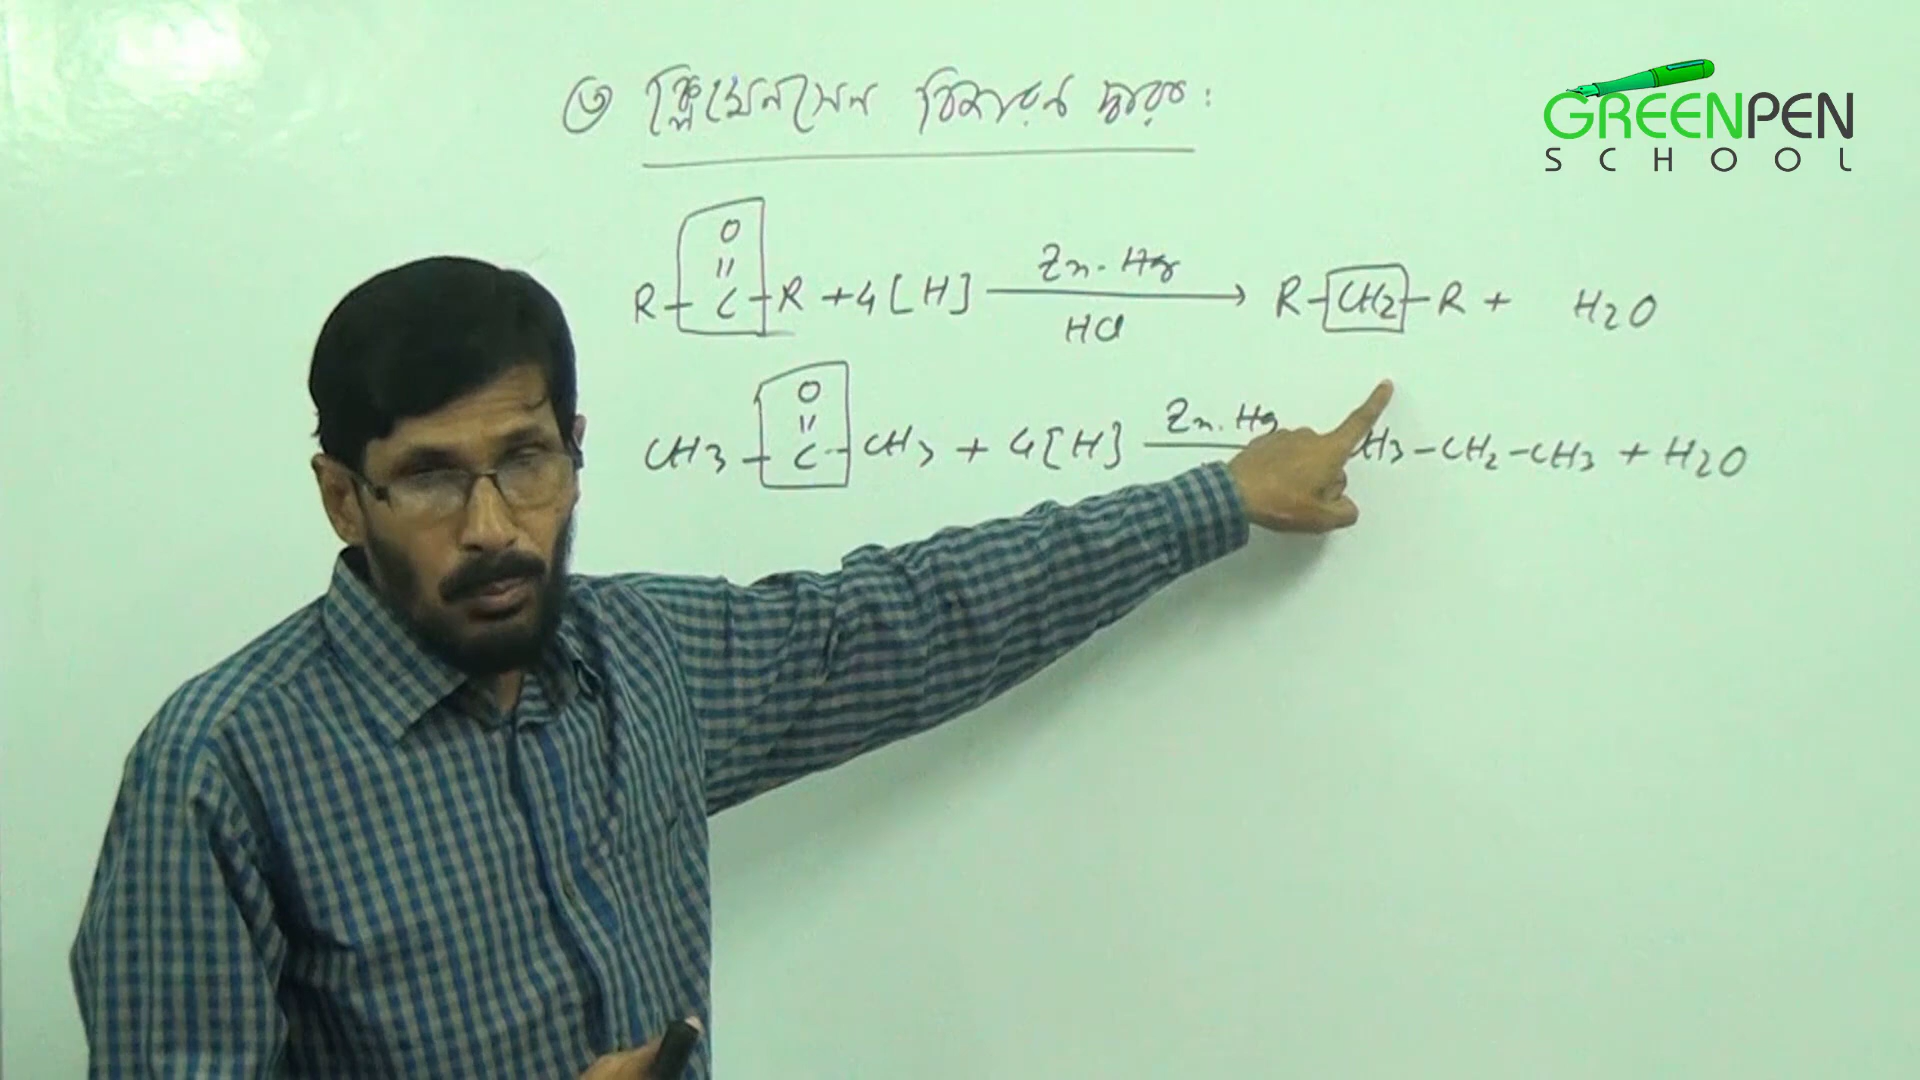 ৩ ক্লিমেনসেন বিজারণ দ্বারাঃ
GREENPEN
SCHOOL
O
||
R-C-R + 4[H] Zn-Hg → R-CH2-R + H2O
HCl
O
||
CH3-C-CH3 + 4[H] Zn.Hg H3-CH2-CH3 + H2O